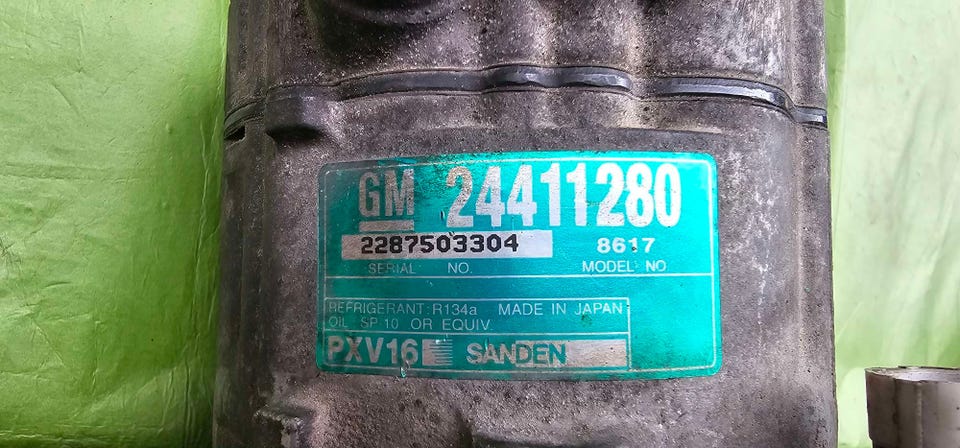 GM 24411280
2287503304 8617
SERIAL NO. MODEL NO
REFRIGERANT: R134a MADE IN JAPAN
OIL SP 10 OR EQUIV.
PXV16 SANDEN